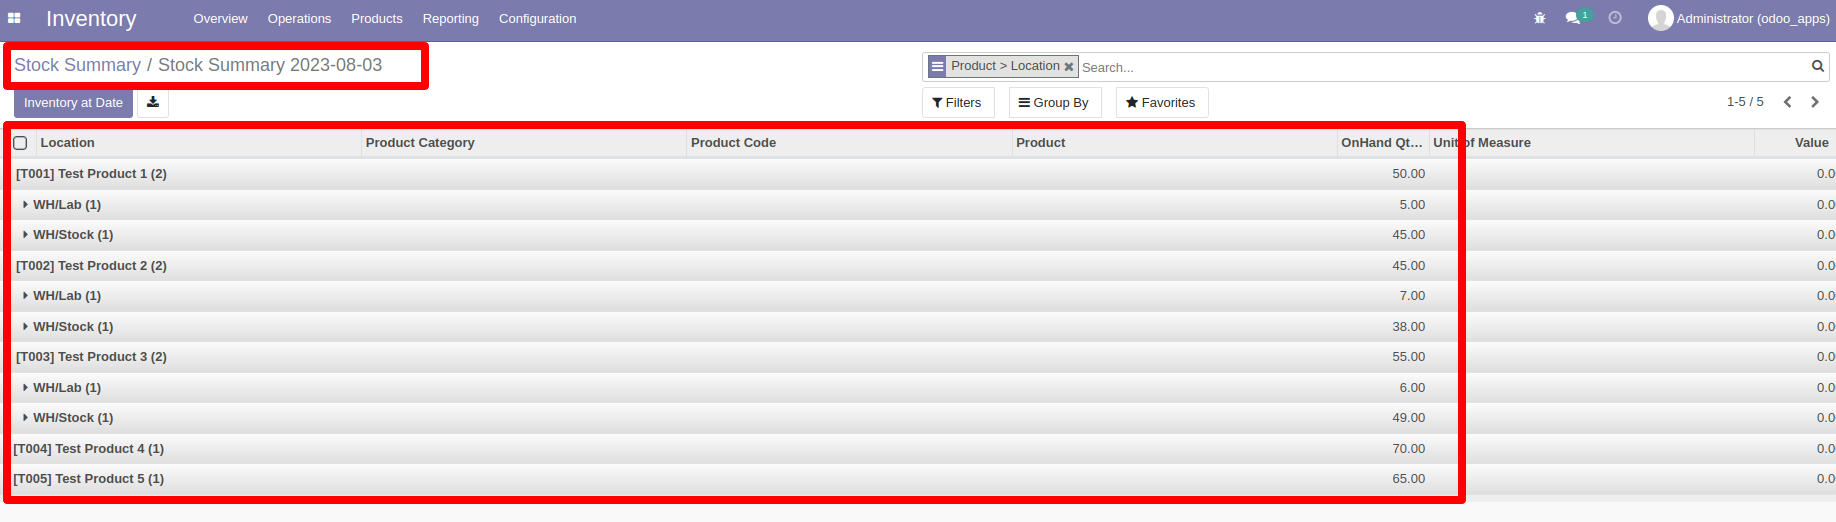 Inventory Overview Operations Products Reporting Configuration 1 Administrator (odoo_apps)
Stock Summary / Stock Summary 2023-08-03
Product > Location Search...
Inventory at Date Filters Group By Favorites 1-5 / 5
Location Product Category Product Code Product OnHand Qt... Unit of Measure Value
[T001] Test Product 1 (2) 50.00 0.0
WH/Lab (1) 5.00 0.0
WH/Stock (1) 45.00 0.0
[T002] Test Product 2 (2) 45.00 0.0
WH/Lab (1) 7.00 0.0
WH/Stock (1) 38.00 0.0
[T003] Test Product 3 (2) 55.00 0.0
WH/Lab (1) 6.00 0.0
WH/Stock (1) 49.00 0.0
[T004] Test Product 4 (1) 70.00 0.0
[T005] Test Product 5 (1) 65.00 0.0